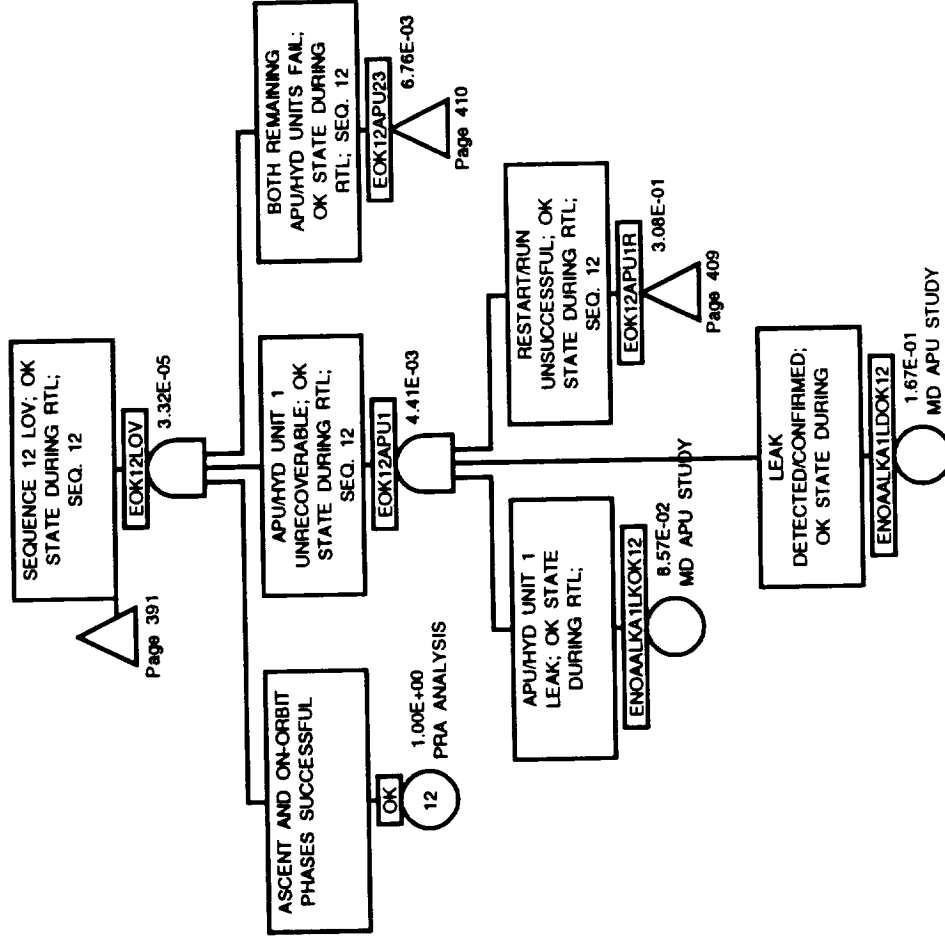 SEQUENCE 12 LOV; OK
STATE DURING RTL;
SEQ. 12
EOK12LOV
3.32E-05
Page 391
ASCENT AND ON-ORBIT
PHASES SUCCESSFUL
OK
12
1.00E+00
PRA ANALYSIS
APU/HYD UNIT 1
UNRECOVERABLE; OK
STATE DURING RTL;
SEQ. 12
EOK12APU1
4.41E-03
BOTH REMAINING
APU/HYD UNITS FAIL;
OK STATE DURING
RTL; SEQ. 12
EOK12APU23
6.76E-03
Page 410
APU/HYD UNIT 1
LEAK; OK STATE
DURING RTL;
ENOAALKA1LKOK12
8.57E-02
MD APU STUDY
RESTART/RUN
UNSUCCESSFUL; OK
STATE DURING RTL;
SEQ. 12
EOK12APU1R
3.08E-01
Page 409
LEAK
DETECTED/CONFIRMED;
OK STATE DURING
ENOAALKA1LDOK12
1.67E-01
MD APU STUDY